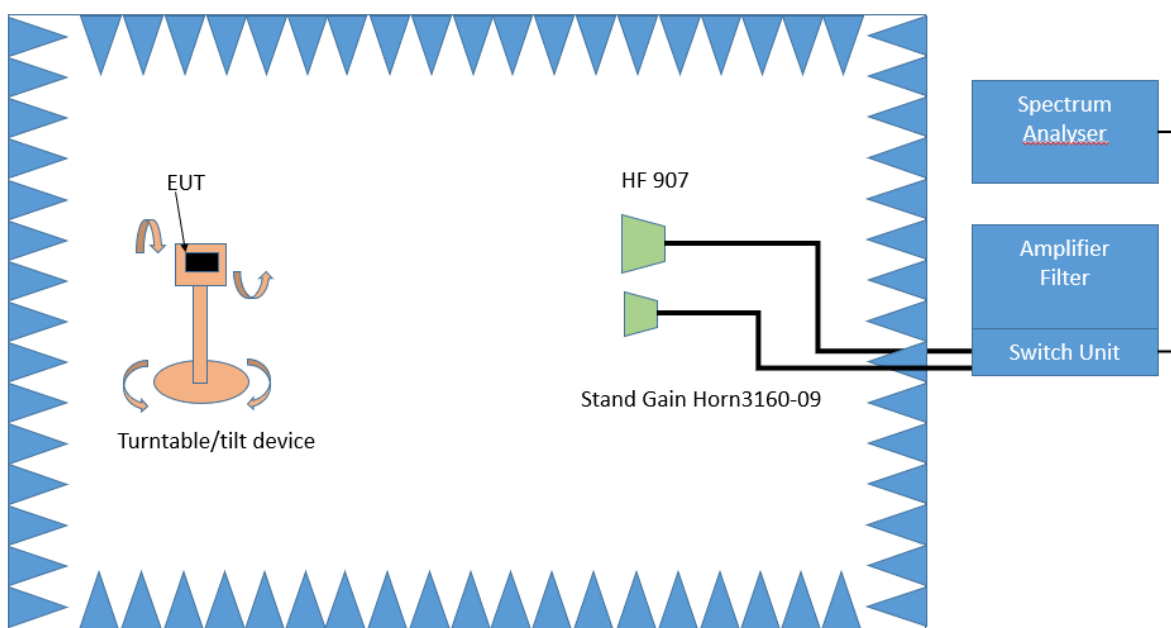 Spectrum
Analyser
EUT
HF 907
Amplifier
Filter
Switch Unit
Stand Gain Horn3160-09
Turntable/tilt device